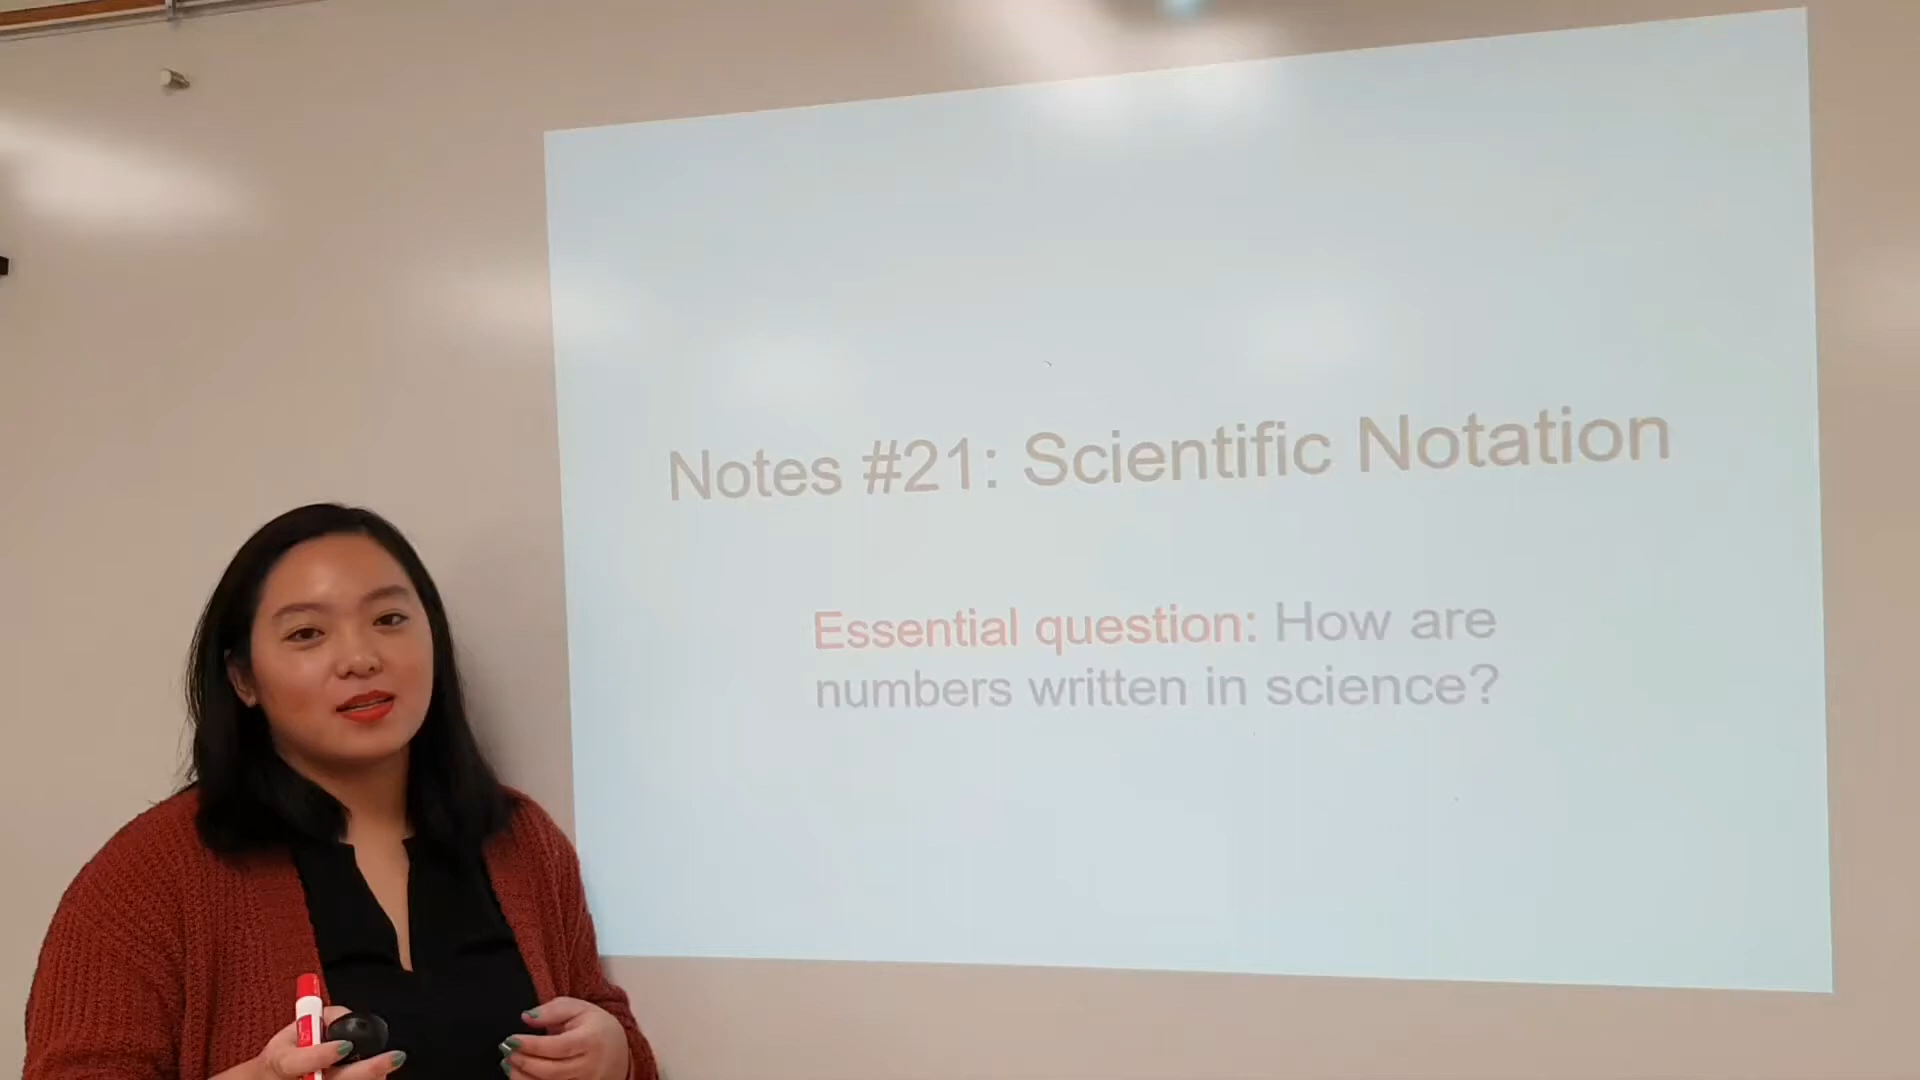 Notes #21: Scientific Notation
Essential question: How are
numbers written in science?